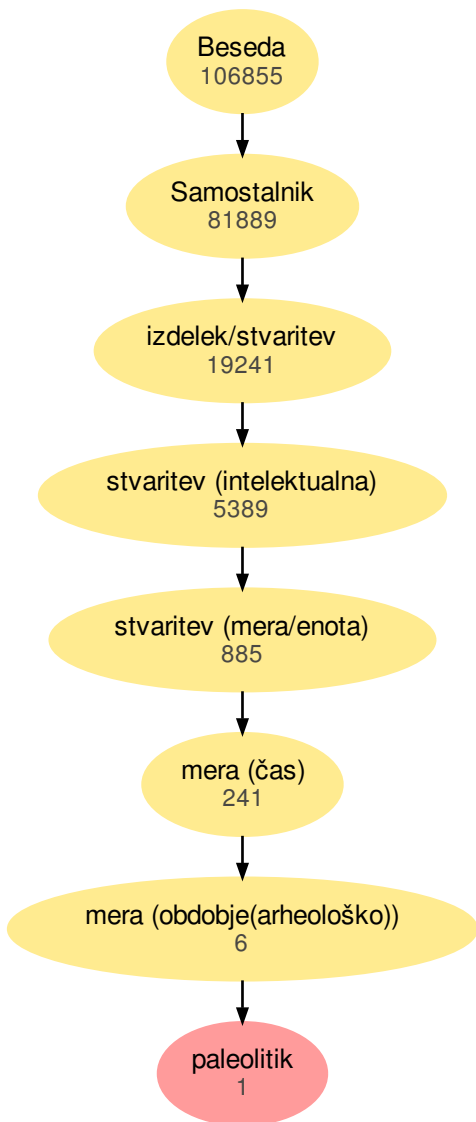 Beseda
106855
Samostalnik
81889
izdelek/stvaritev
19241
stvaritev (intelektualna)
5389
stvaritev (mera/enota)
885
mera (čas)
241
mera (obdobje(arheološko))
6
paleolitik
1